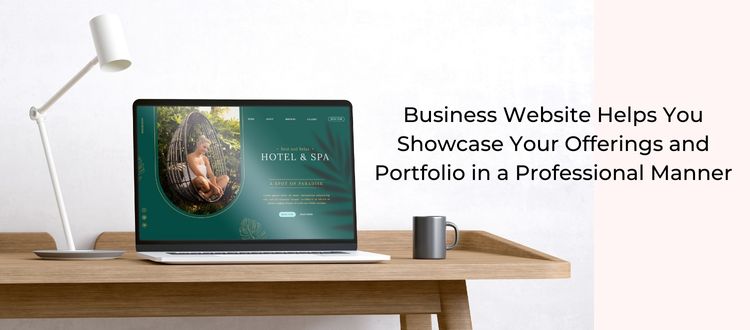 Business Website Helps You
Showcase Your Offerings and
Portfolio in a Professional Manner
HOTEL & SPA
A SPOT OF PARADISE